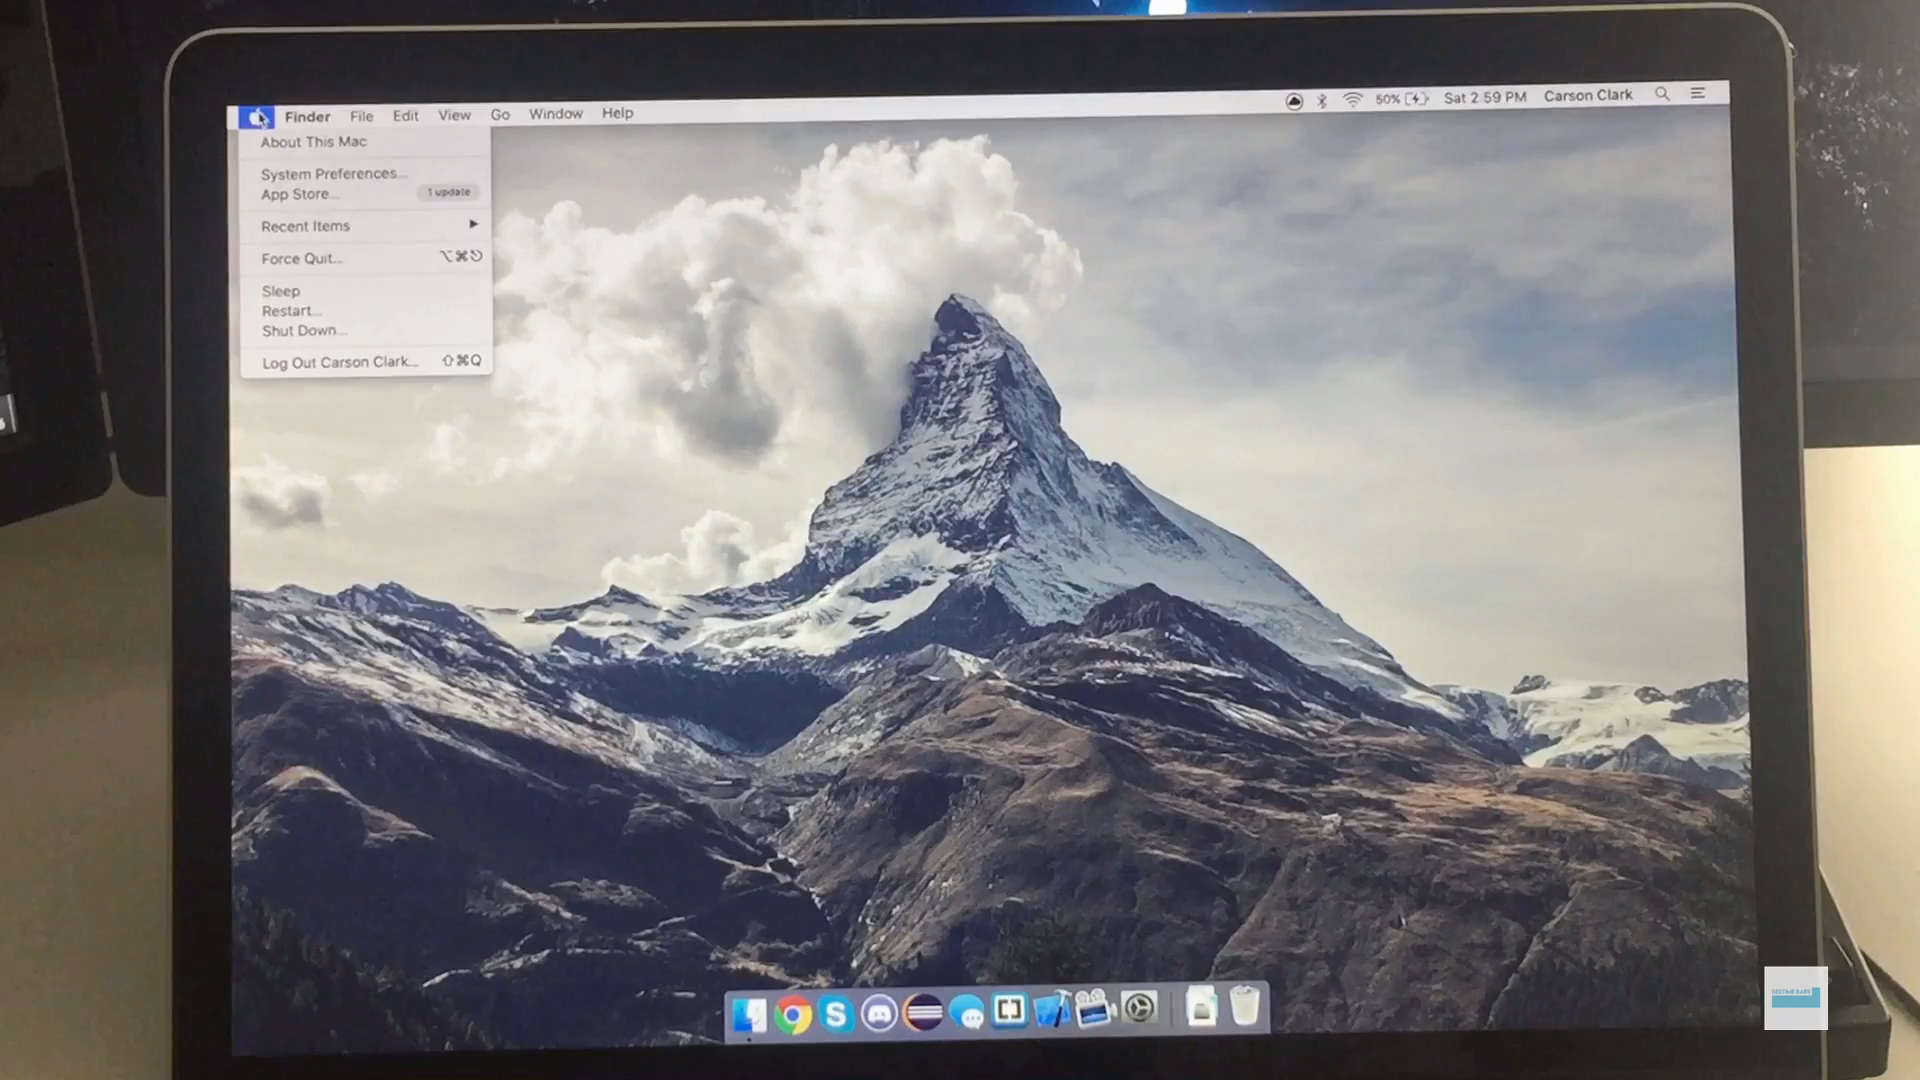 Finder File Edit View Go Window Help 50% Sat 2:59 PM Carson Clark
About This Mac
System Preferences...
App Store... 1 update
Recent Items ▶
Force Quit... ⌥⌘⎋
Sleep
Restart...
Shut Down...
Log Out Carson Clark... ⇧⌘Q